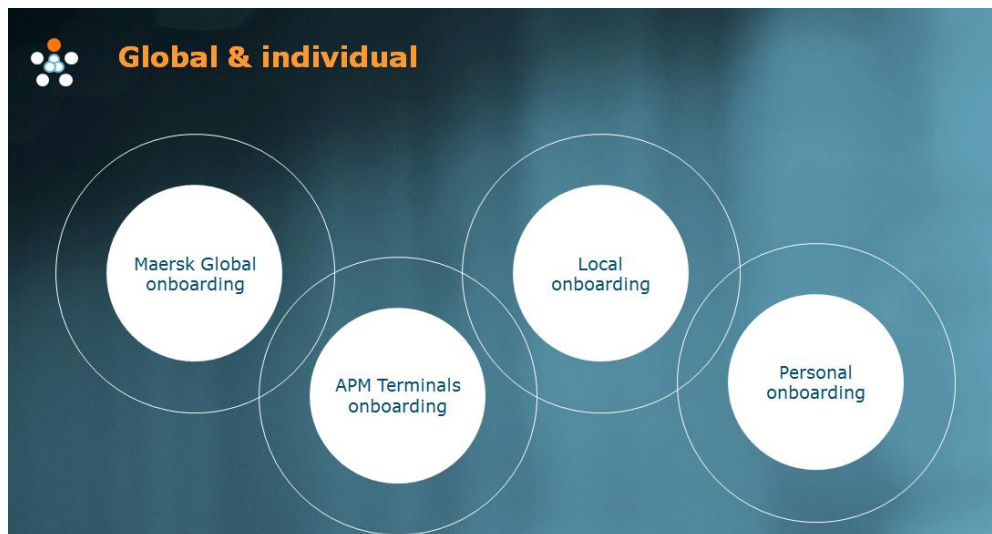 Global & individual
Maersk Global
onboarding
APM Terminals
onboarding
Local
onboarding
Personal
onboarding